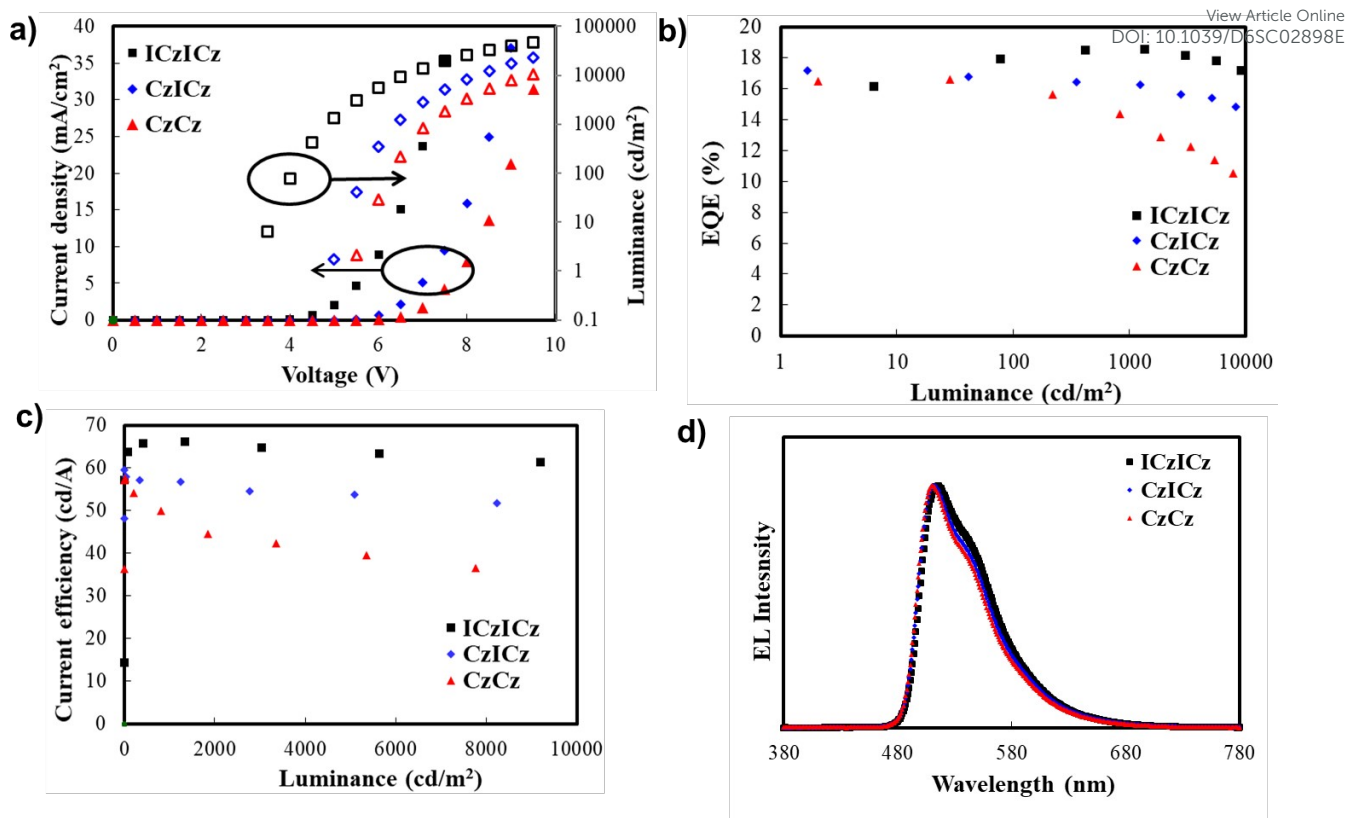 View Article Online
DOI: 10.1039/D6SC02898E
a)
Current density (mA/cm²)
40
35
30
25
20
15
10
5
0
ICzICz
CzICz
CzCz
100000
10000
1000
100
10
1
0.1
Luminance (cd/m²)
0 2 4 6 8 10
Voltage (V)
b)
EQE (%)
20
18
16
14
12
10
8
6
4
2
0
ICzICz
CzICz
CzCz
1 10 100 1000 10000
Luminance (cd/m²)
c)
Current efficiency (cd/A)
70
60
50
40
30
20
10
0
ICzICz
CzICz
CzCz
0 2000 4000 6000 8000 10000
Luminance (cd/m²)
d)
EL Intesnsity
ICzICz
CzICz
CzCz
380 480 580 680 780
Wavelength (nm)